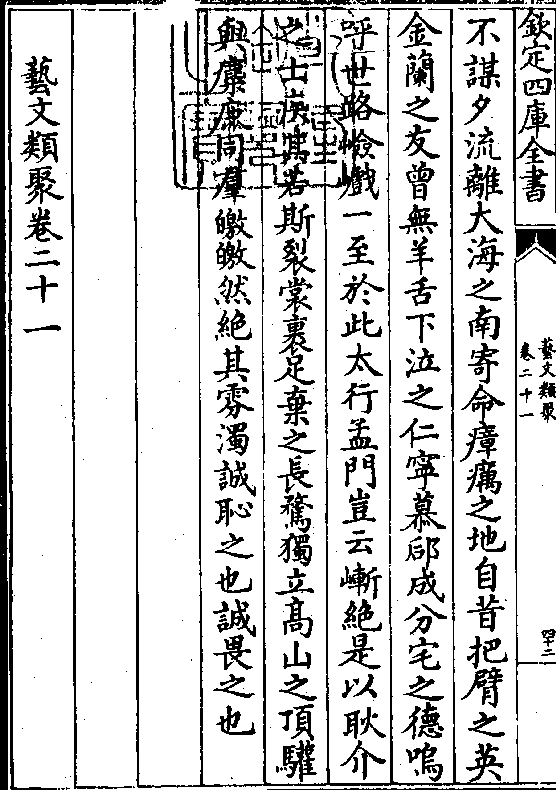 欽定四庫全書
藝文類聚
卷二十一
四十二
不謀夕流離大海之南寄命瘴癘之地自昔把臂之英
金蘭之友曾無羊舌下泣之仁寧慕郈成分宅之德嗚
呼世路嶮巇一至於此太行孟門豈云嶄絶是以耿介
之士疾其若斯裂裳裹足棄之長騖獨立髙山之頂驩
與麋鹿同羣皦皦然絶其雰濁誠恥之也誠畏之也
藝文類聚卷二十一